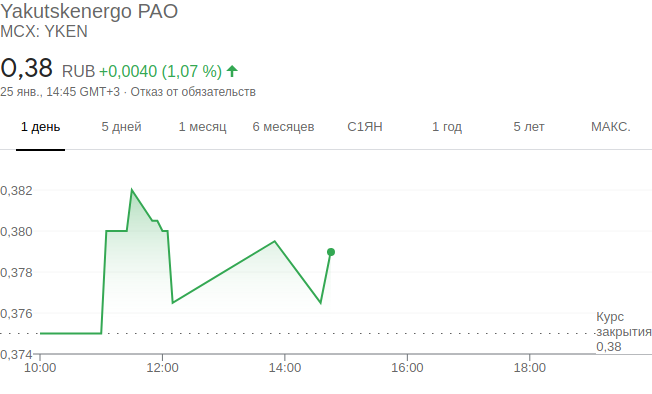 Yakutskenergo PAO
MCX: YKEN
0,38 RUB +0,0040 (1,07 %)
25 янв., 14:45 GMT+3 · Отказ от обязательств
1 день 5 дней 1 месяц 6 месяцев С1ЯН 1 год 5 лет МАКС.
0,382
0,380
0,378
0,376
Курс
закрытия
0,38
0,374
10:00 12:00 14:00 16:00 18:00